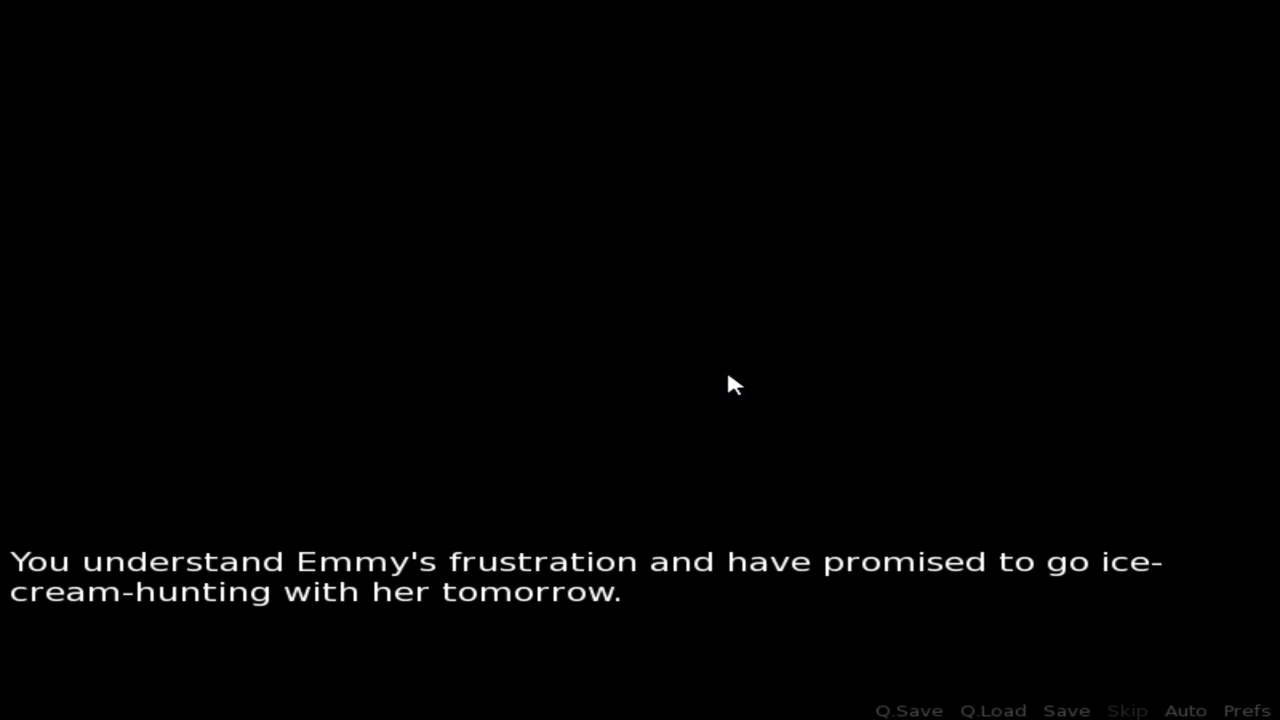 You understand Emmy's frustration and have promised to go ice-
cream-hunting with her tomorrow.
Q.Save Q.Load Save Skip Auto Prefs